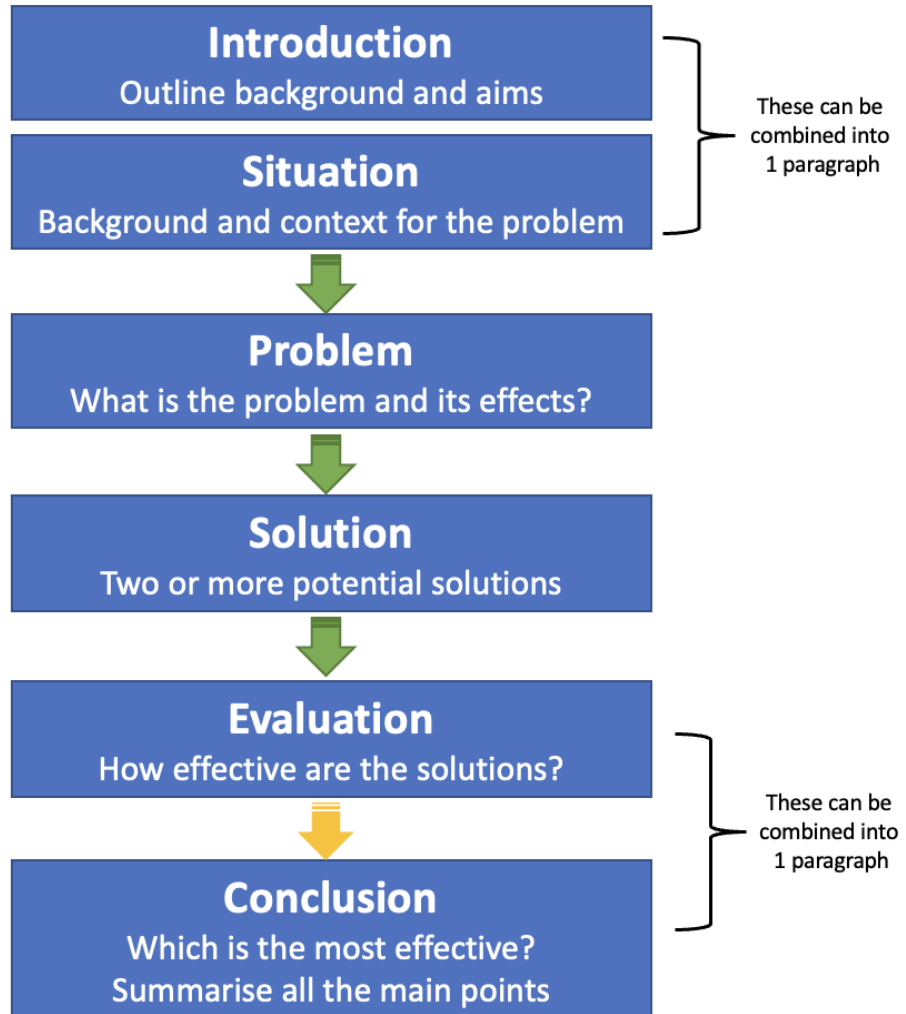 Introduction
Outline background and aims
These can be
combined into
1 paragraph
Situation
Background and context for the problem
Problem
What is the problem and its effects?
Solution
Two or more potential solutions
Evaluation
How effective are the solutions?
These can be
combined into
1 paragraph
Conclusion
Which is the most effective?
Summarise all the main points